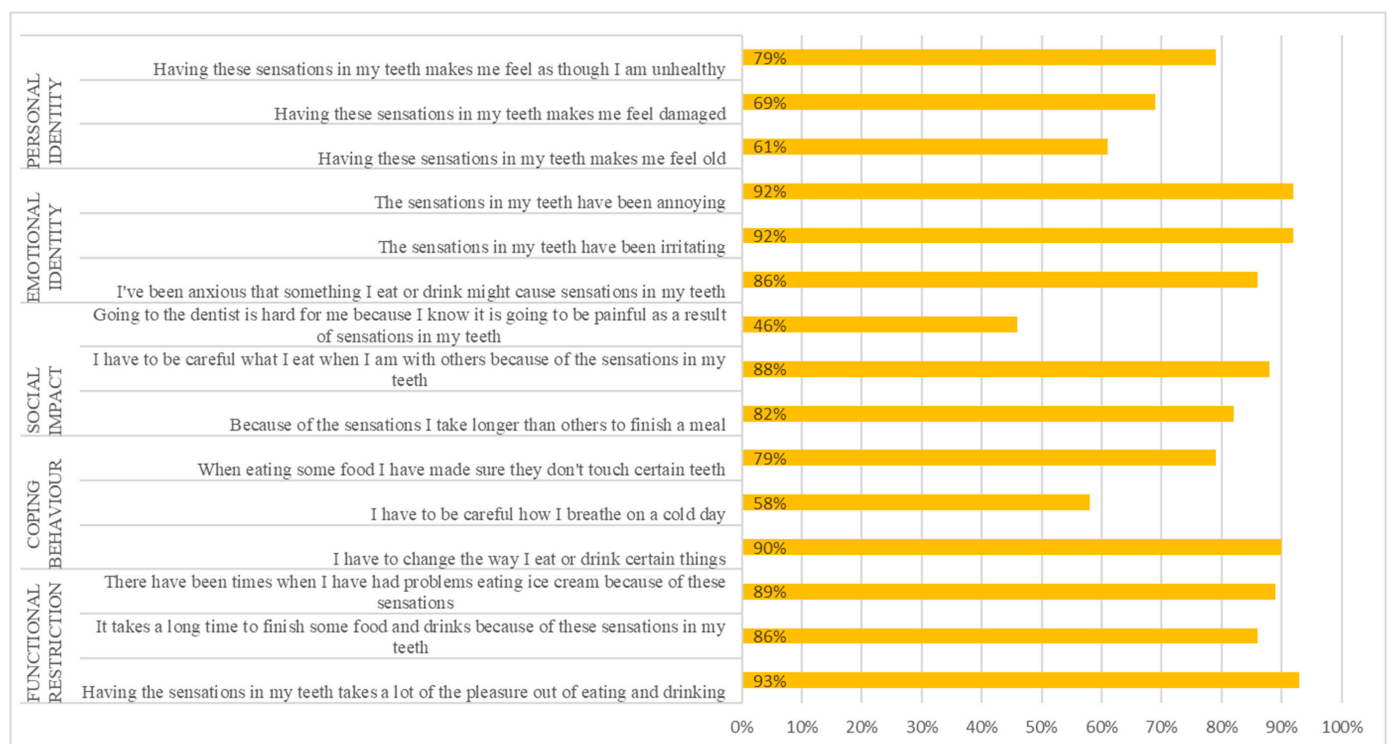 PERSONAL
IDENTITY
Having these sensations in my teeth makes me feel as though I am unhealthy
79%
Having these sensations in my teeth makes me feel damaged
69%
Having these sensations in my teeth makes me feel old
61%
EMOTIONAL
IDENTITY
The sensations in my teeth have been annoying
92%
The sensations in my teeth have been irritating
92%
I've been anxious that something I eat or drink might cause sensations in my teeth
86%
SOCIAL
IMPACT
Going to the dentist is hard for me because I know it is going to be painful as a result
of sensations in my teeth
46%
I have to be careful what I eat when I am with others because of the sensations in my
teeth
88%
Because of the sensations I take longer than others to finish a meal
82%
COPING
BEHAVIOUR
When eating some food I have made sure they don't touch certain teeth
79%
I have to be careful how I breathe on a cold day
58%
I have to change the way I eat or drink certain things
90%
FUNCTIONAL
RESTRICTION
There have been times when I have had problems eating ice cream because of these
sensations
89%
It takes a long time to finish some food and drinks because of these sensations in my
teeth
86%
Having the sensations in my teeth takes a lot of the pleasure out of eating and drinking
93%
0% 10% 20% 30% 40% 50% 60% 70% 80% 90% 100%